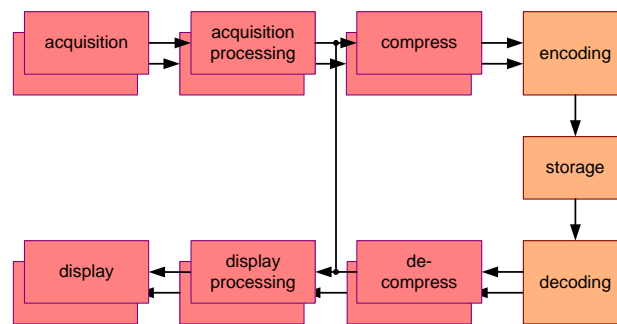 acquisition
acquisition
processing
compress
encoding
storage
display
display
processing
de-
compress
decoding